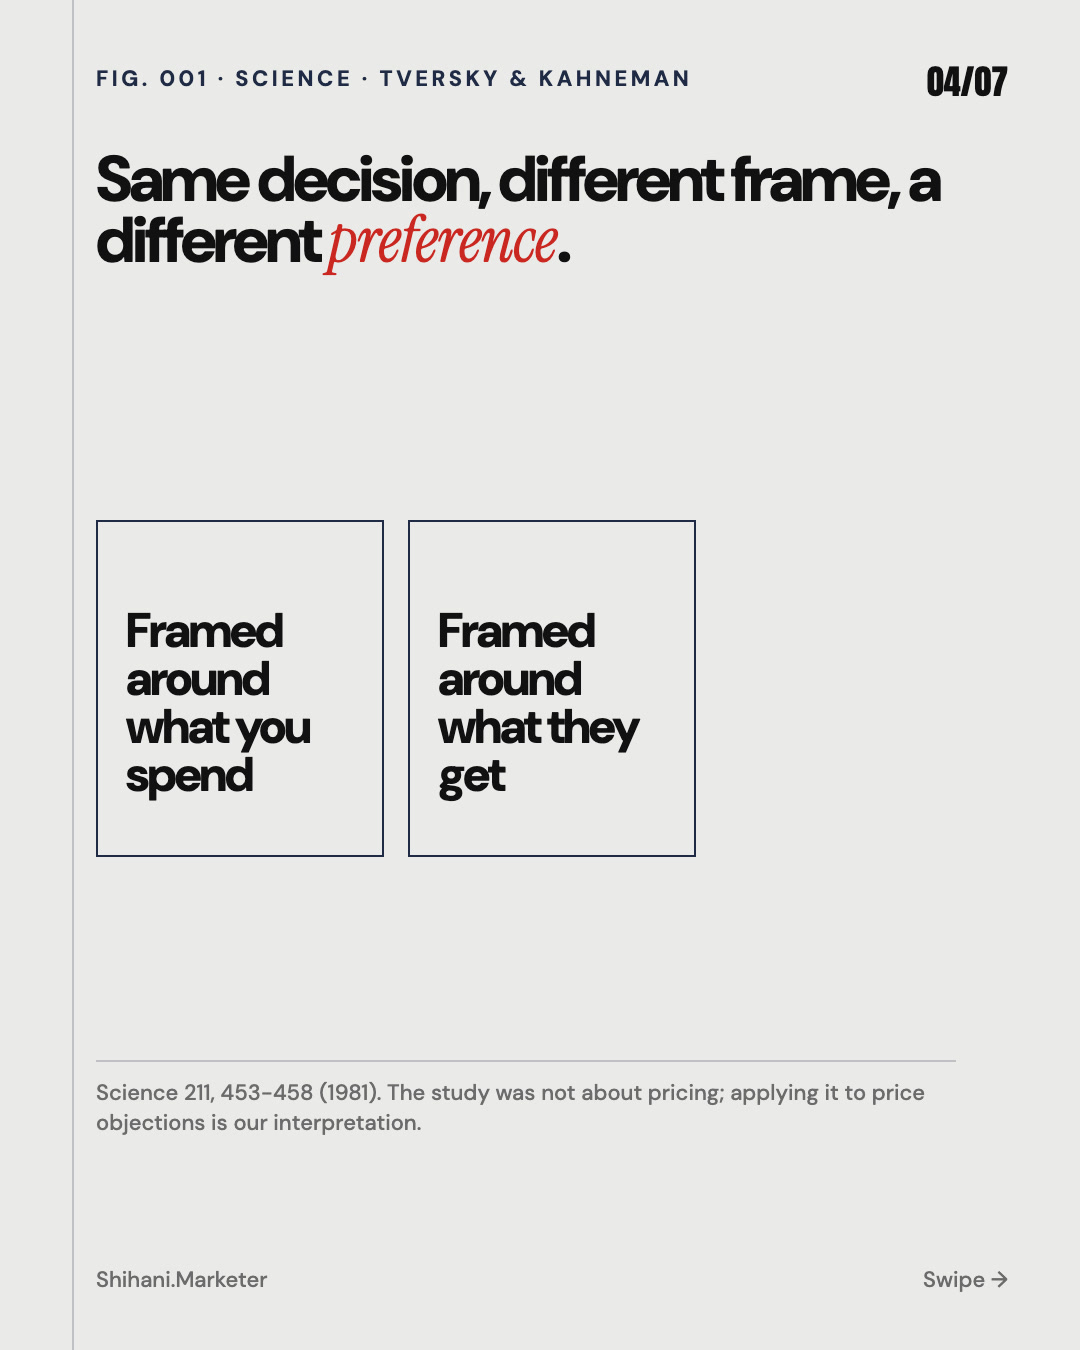 FIG. 001 · SCIENCE · TVERSKY & KAHNEMAN
04/07
Same decision, different frame, a
different preference.
Framed
around
what you
spend
Framed
around
what they
get
Science 211, 453–458 (1981). The study was not about pricing; applying it to price
objections is our interpretation.
Shihani.Marketer
Swipe →